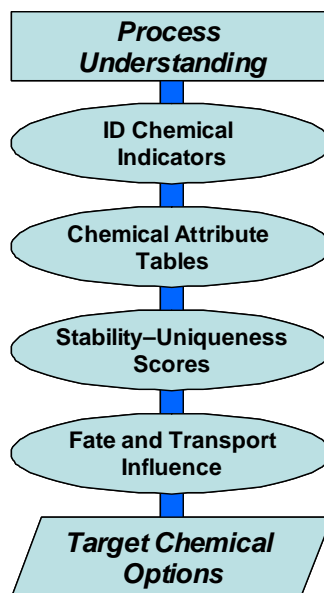 Process
Understanding
ID Chemical
Indicators
Chemical Attribute
Tables
Stability–Uniqueness
Scores
Fate and Transport
Influence
Target Chemical
Options